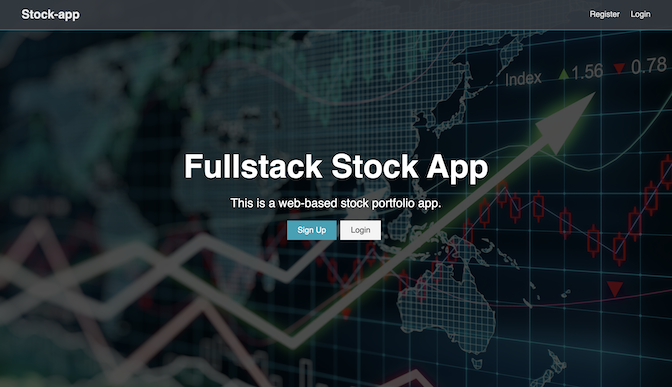 Stock-app Register Login
Index ▲1.56 ▼ 0.78
Fullstack Stock App
This is a web-based stock portfolio app.
Sign Up Login